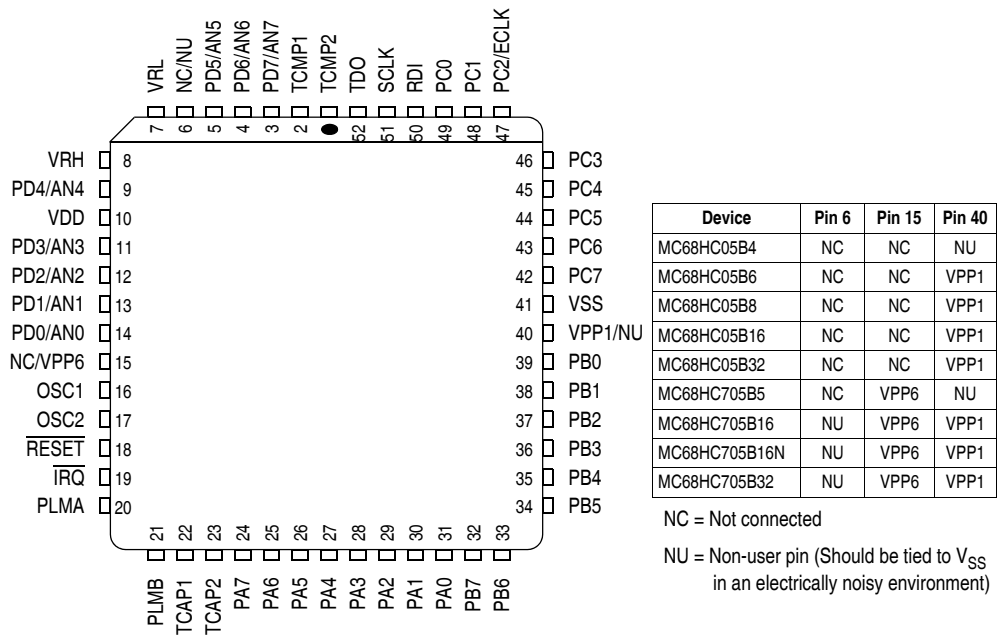 VRL
NC/NU
PD5/AN5
PD6/AN6
PD7/AN7
TCMP1
TCMP2
TDO
SCLK
RDI
PC0
PC1
PC2/ECLK
7
6
5
4
3
2
52
51
50
49
48
47
VRH 8
PD4/AN4 9
VDD 10
PD3/AN3 11
PD2/AN2 12
PD1/AN1 13
PD0/AN0 14
NC/VPP6 15
OSC1 16
OSC2 17
RESET 18
IRQ 19
PLMA 20
46 PC3
45 PC4
44 PC5
43 PC6
42 PC7
41 VSS
40 VPP1/NU
39 PB0
38 PB1
37 PB2
36 PB3
35 PB4
34 PB5
21
22
23
24
25
26
27
28
29
30
31
32
33
PLMB
TCAP1
TCAP2
PA7
PA6
PA5
PA4
PA3
PA2
PA1
PA0
PB7
PB6
Device Pin 6 Pin 15 Pin 40
MC68HC05B4 NC NC NU
MC68HC05B6 NC NC VPP1
MC68HC05B8 NC NC VPP1
MC68HC05B16 NC NC VPP1
MC68HC05B32 NC NC VPP1
MC68HC705B5 NC VPP6 NU
MC68HC705B16 NU VPP6 VPP1
MC68HC705B16N NU VPP6 VPP1
MC68HC705B32 NU VPP6 VPP1
NC = Not connected
NU = Non-user pin (Should be tied to VSS
in an electrically noisy environment)